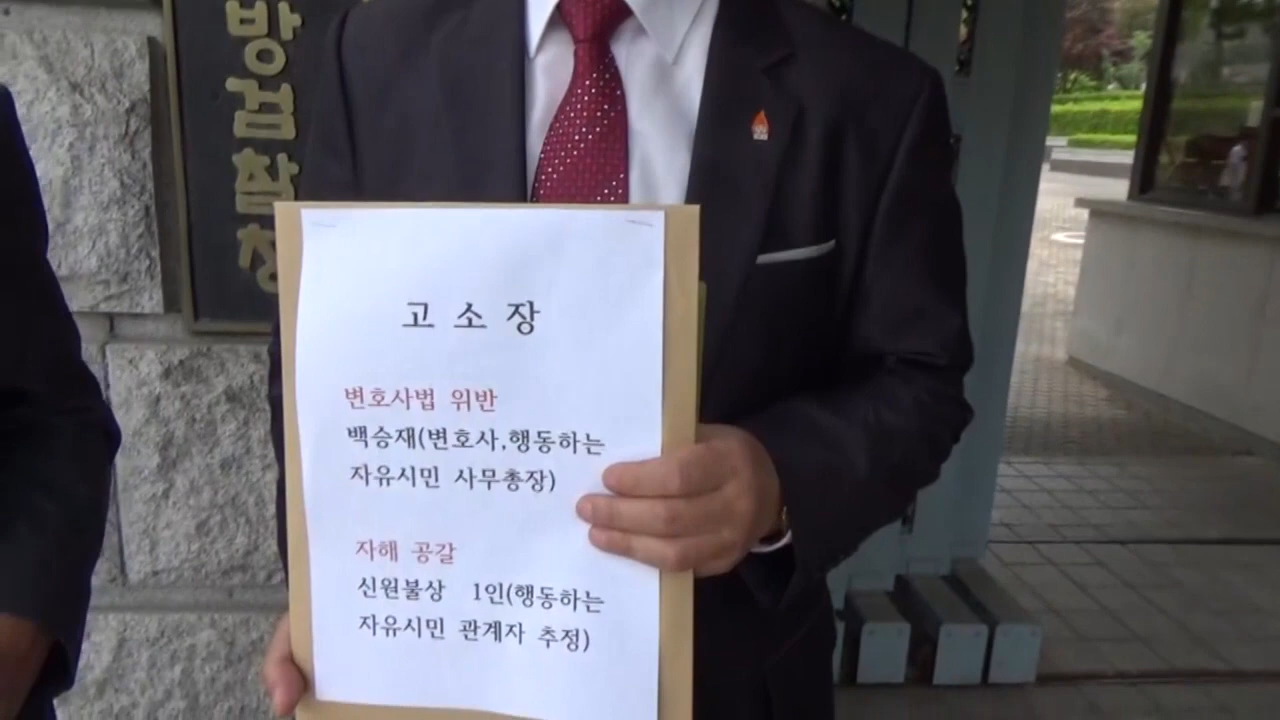 방검찰청
고소장
변호사법 위반
백승재(변호사,행동하는
자유시민 사무총장)
자해 공갈
신원불상 1인(행동하는
자유시민 관계자 추정)